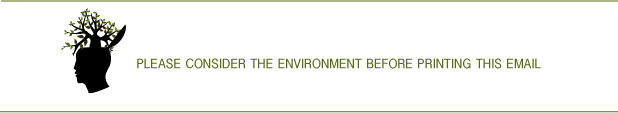 PLEASE CONSIDER THE ENVIRONMENT BEFORE PRINTING THIS EMAIL